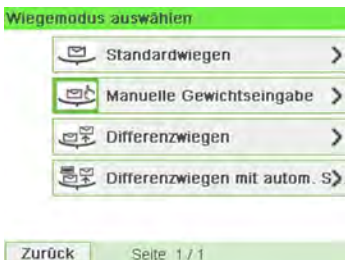 Wiegemodus auswählen
Standardwiegen
Manuelle Gewichtseingabe
Differenzwiegen
Differenzwiegen mit autom. S
Zurück
Seite 1/1